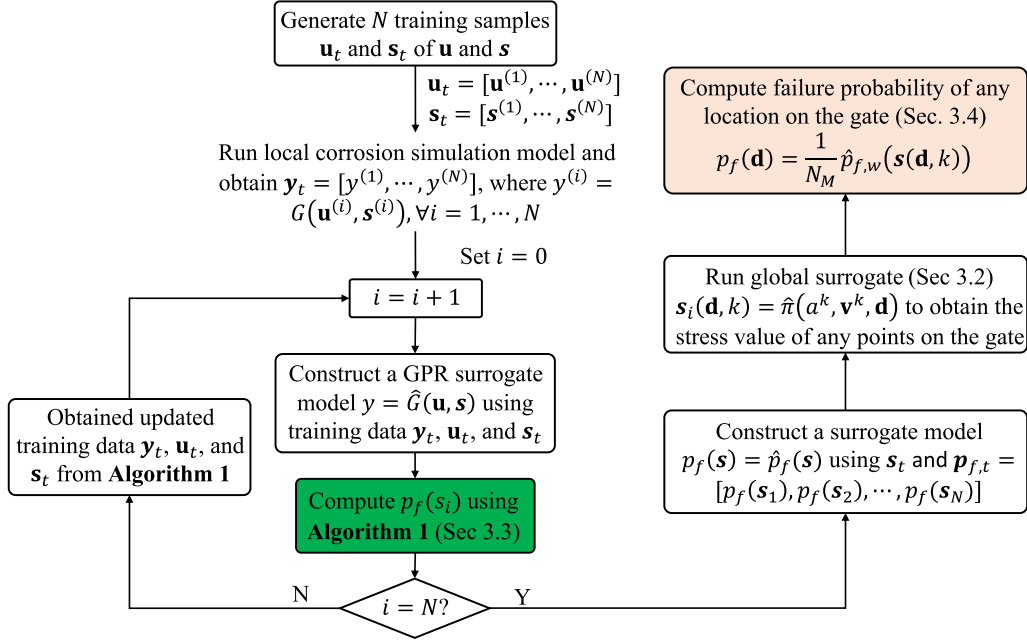 Generate N training samples
𝐮_t and 𝐬_t of 𝐮 and 𝒔
𝐮_t = [𝐮^(1), ⋯, 𝐮^(N)]
𝐬_t = [𝒔^(1), ⋯, 𝒔^(N)]
Run local corrosion simulation model and
obtain 𝒚_t = [y^(1), ⋯, y^(N)], where y^(i) =
G(𝐮^(i), 𝐬^(i)), ∀i = 1, ⋯, N
Set i = 0
i = i + 1
Construct a GPR surrogate
model y = Ĝ(𝐮, 𝒔) using
training data 𝒚_t, 𝐮_t, and 𝐬_t
Compute p_f(s_i) using
Algorithm 1 (Sec 3.3)
i = N?
N
Y
Obtained updated
training data 𝒚_t, 𝐮_t, and
𝐬_t from Algorithm 1
Construct a surrogate model
p_f(𝒔) = p̂_f(𝒔) using 𝐬_t and 𝒑_{f,t} =
[p_f(𝒔_1), p_f(𝒔_2), ⋯, p_f(𝒔_N)]
Run global surrogate (Sec 3.2)
𝒔_i(𝐝, k) = π̂(a^k, 𝐯^k, 𝐝) to obtain the
stress value of any points on the gate
Compute failure probability of any
location on the gate (Sec. 3.4)
p_f(𝐝) = 1/N_M p̂_{f,w}(𝒔(𝐝, k))